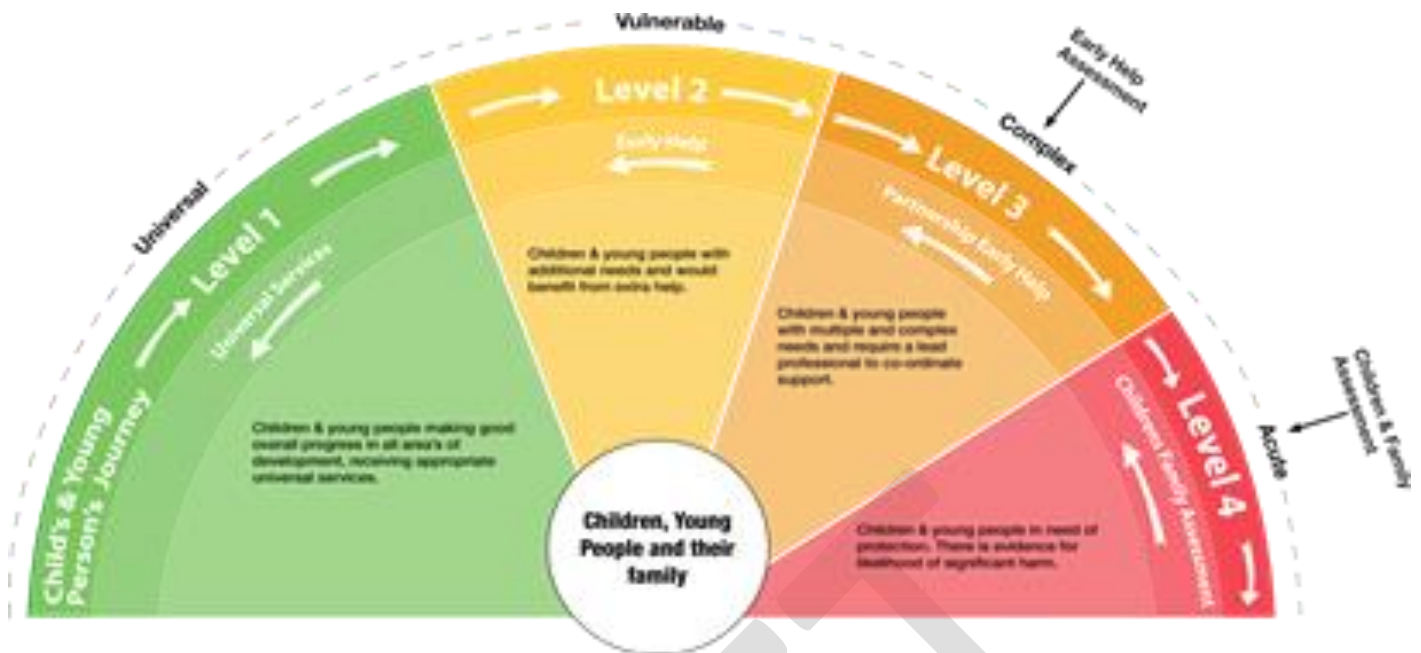 Vulnerable
Early Help
Assessment
Complex
Universal
Level 1
Universal Services
Child's & Young
Person's Journey
Children & young people making good
overall progress in all area's of
development, receiving appropriate
universal services.
Level 2
Early Help
Children & young people with
additional needs and would
benefit from extra help.
Level 3
Partnership Early Help
Children & young people
with multiple and complex
needs and require a lead
professional to co-ordinate
support.
Children & Family
Assessment
Acute
Level 4
Childrens Family Assessment
Children & young people in need of
protection. There is evidence for
likelihood of significant harm.
Children, Young
People and their
family